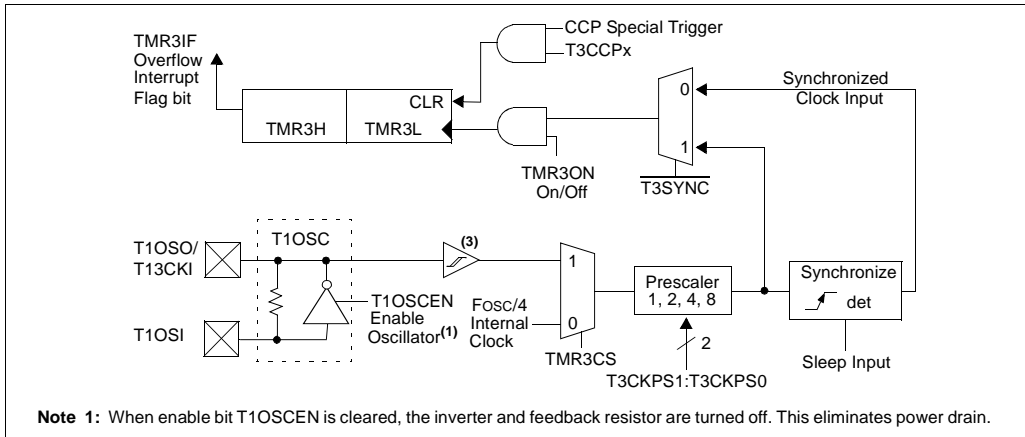 TMR3IF
Overflow
Interrupt
Flag bit
TMR3H
TMR3L
CLR
CCP Special Trigger
T3CCPx
TMR3ON
On/Off
0
1
T3SYNC
Synchronized
Clock Input
T1OSO/
T13CKI
T1OSI
T1OSC
T1OSCEN
Enable
Oscillator(1)
(3)
FOSC/4
Internal
Clock
1
0
TMR3CS
Prescaler
1, 2, 4, 8
2
T3CKPS1:T3CKPS0
Synchronize
det
Sleep Input
Note 1: When enable bit T1OSCEN is cleared, the inverter and feedback resistor are turned off. This eliminates power drain.